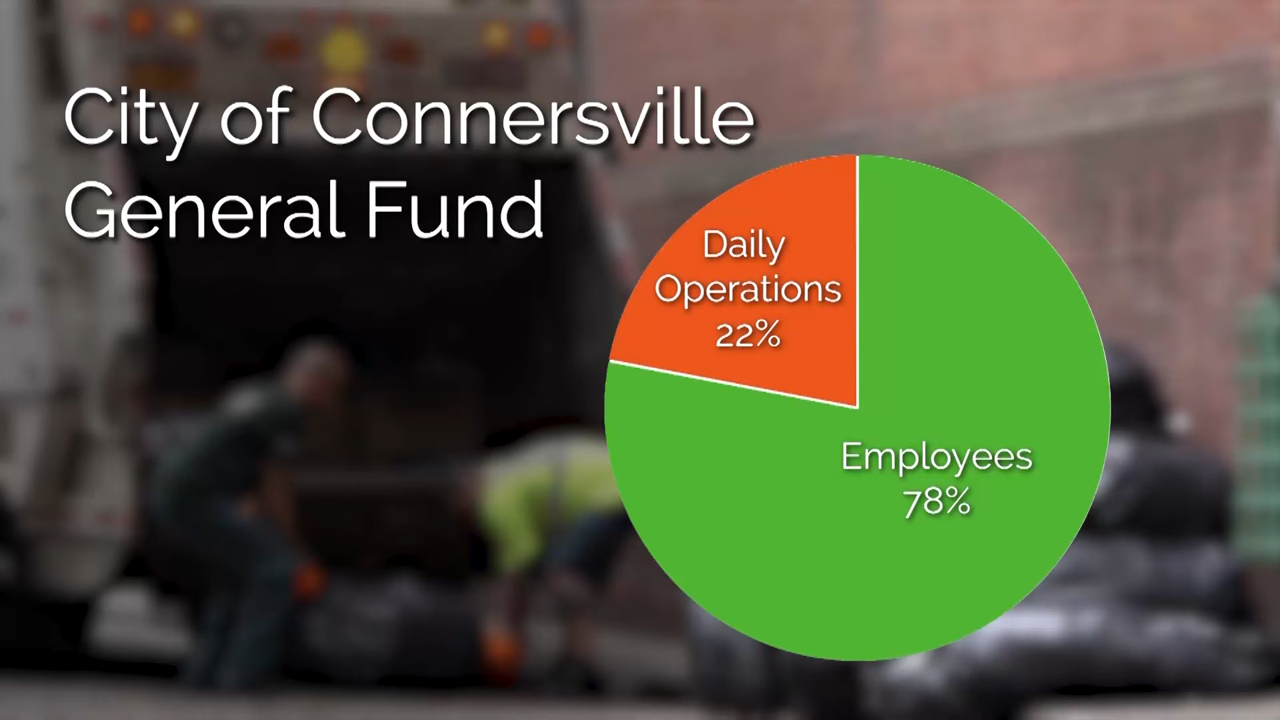 City of Connersville
General Fund
Daily
Operations
22%
Employees
78%